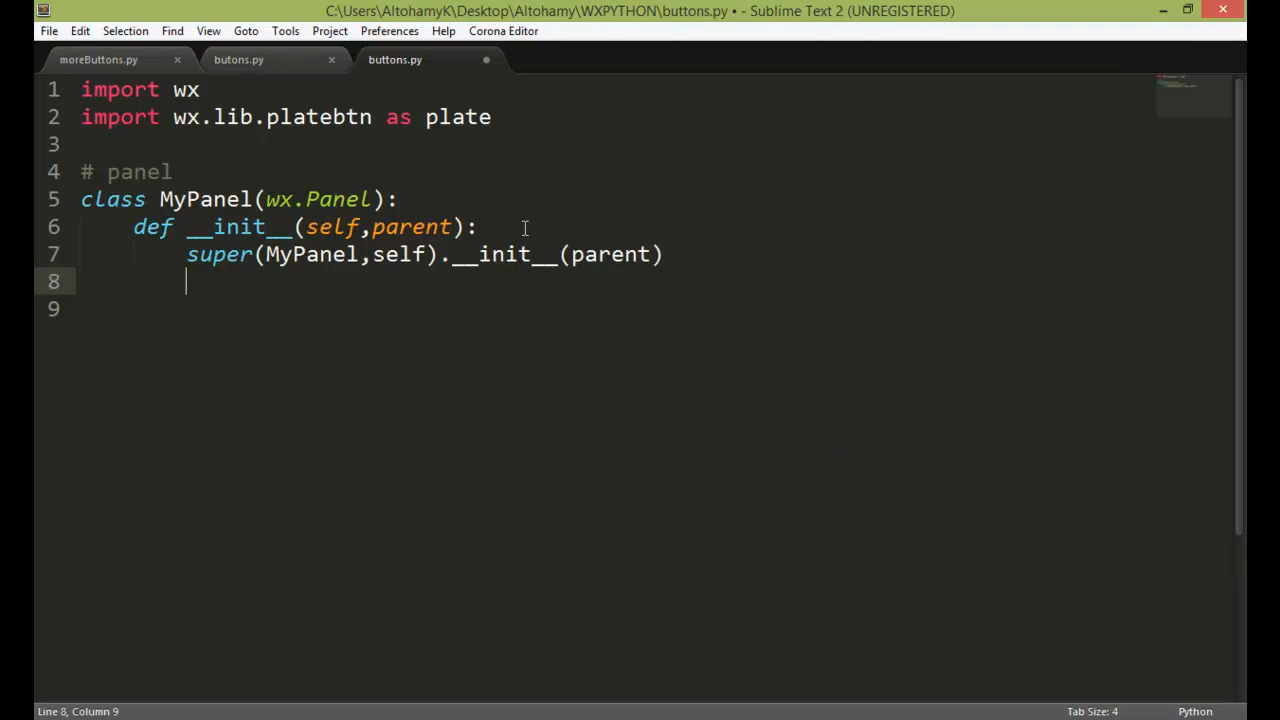 C:\Users\AltohamyK\Desktop\Altohamy\WXPYTHON\buttons.py • - Sublime Text 2 (UNREGISTERED)
File Edit Selection Find View Goto Tools Project Preferences Help Corona Editor
moreButtons.py × butons.py × buttons.py
1 import wx
2 import wx.lib.platebtn as plate
3
4 # panel
5 class MyPanel(wx.Panel):
6 def __init__(self,parent):
7 super(MyPanel,self).__init__(parent)
8
9
Line 8, Column 9 Tab Size: 4 Python